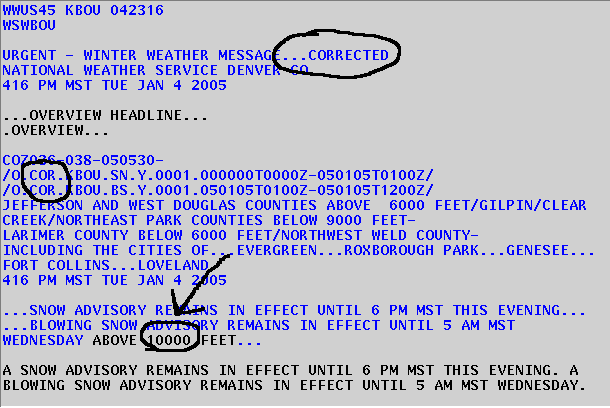 WWUS45 KBOU 042316
WSWBOU
URGENT - WINTER WEATHER MESSAGE...CORRECTED
NATIONAL WEATHER SERVICE DENVER CO
416 PM MST TUE JAN 4 2005
...OVERVIEW HEADLINE...
.OVERVIEW...
COZ036-038-050530-
/O.COR.KBOU.SN.Y.0001.000000T0000Z-050105T0100Z/
/O.COR.KBOU.BS.Y.0001.050105T0100Z-050105T1200Z/
JEFFERSON AND WEST DOUGLAS COUNTIES ABOVE  6000 FEET/GILPIN/CLEAR
CREEK/NORTHEAST PARK COUNTIES BELOW 9000 FEET-
LARIMER COUNTY BELOW 6000 FEET/NORTHWEST WELD COUNTY-
INCLUDING THE CITIES OF...EVERGREEN...ROXBOROUGH PARK...GENESEE...
FORT COLLINS...LOVELAND
416 PM MST TUE JAN 4 2005
...SNOW ADVISORY REMAINS IN EFFECT UNTIL 6 PM MST THIS EVENING...
...BLOWING SNOW ADVISORY REMAINS IN EFFECT UNTIL 5 AM MST
WEDNESDAY ABOVE 10000 FEET...
A SNOW ADVISORY REMAINS IN EFFECT UNTIL 6 PM MST THIS EVENING. A
BLOWING SNOW ADVISORY REMAINS IN EFFECT UNTIL 5 AM MST WEDNESDAY.